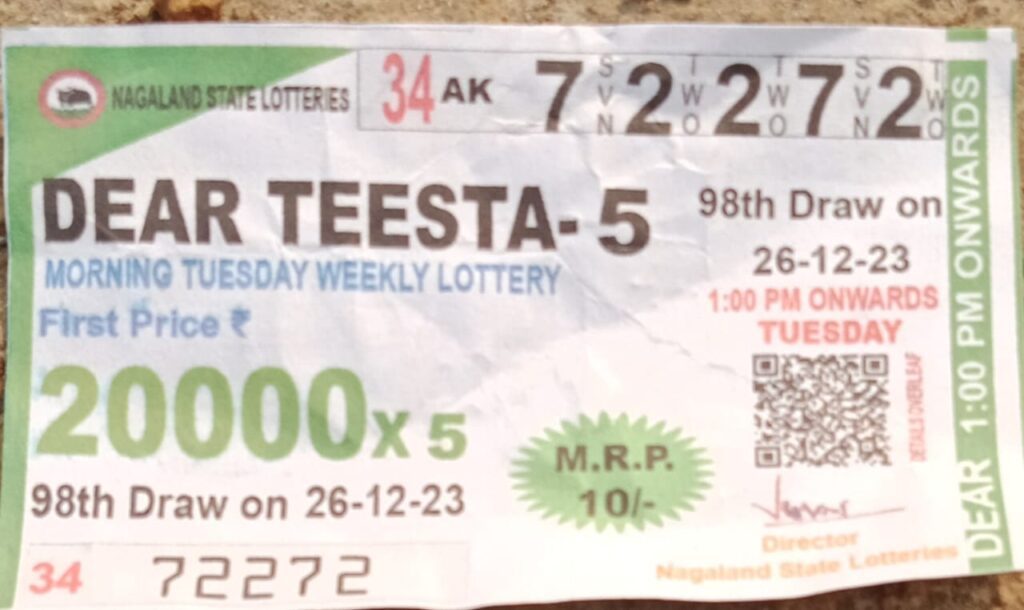 NAGALAND STATE LOTTERIES
34 AK 7 SVN 2 TWO 2 TWO 7 SVN 2 TWO
DEAR TEESTA- 5
MORNING TUESDAY WEEKLY LOTTERY
First Price ₹
20000 x 5
98th Draw on 26-12-23
34 72272
98th Draw on
26-12-23
1:00 PM ONWARDS
TUESDAY
DETAILS OVERLEAF
M.R.P.
10/-
Director
Nagaland State Lotteries
DEAR 1:00 PM ONWARDS